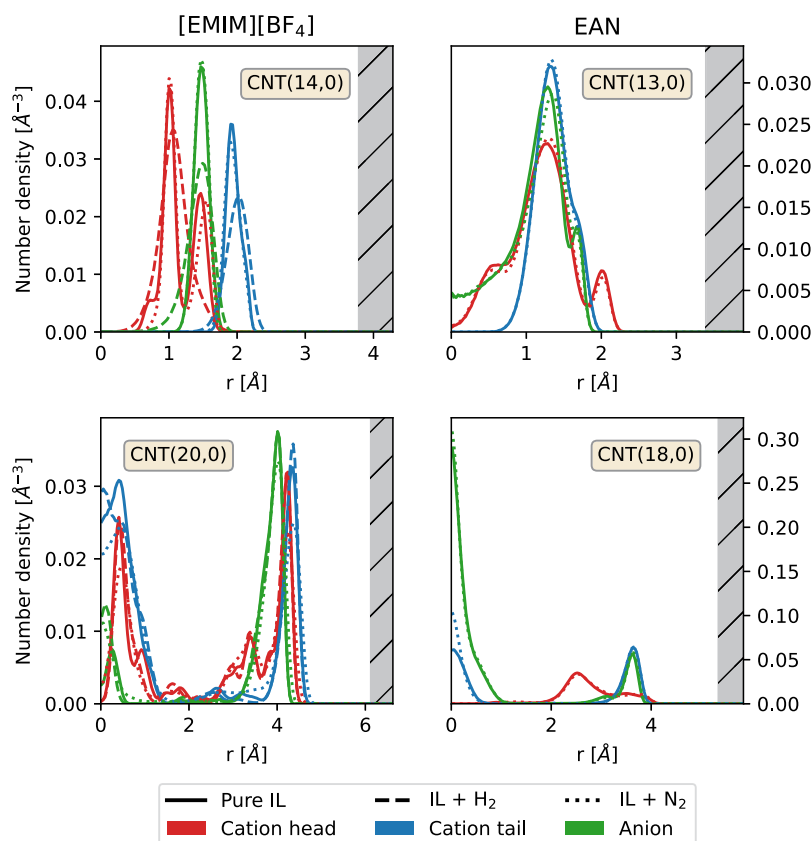 [EMIM][BF₄]
EAN
CNT(14,0)
Number density [Å⁻³]
0.04
0.03
0.02
0.01
0.00
0 1 2 3 4
r [Å]
CNT(13,0)
0.030
0.025
0.020
0.015
0.010
0.005
0.000
0 1 2 3
r [Å]
CNT(20,0)
Number density [Å⁻³]
0.03
0.02
0.01
0.00
0 2 4 6
r [Å]
CNT(18,0)
0.30
0.25
0.20
0.15
0.10
0.05
0.00
0 2 4
r [Å]
Pure IL IL + H₂ IL + N₂
Cation head Cation tail Anion